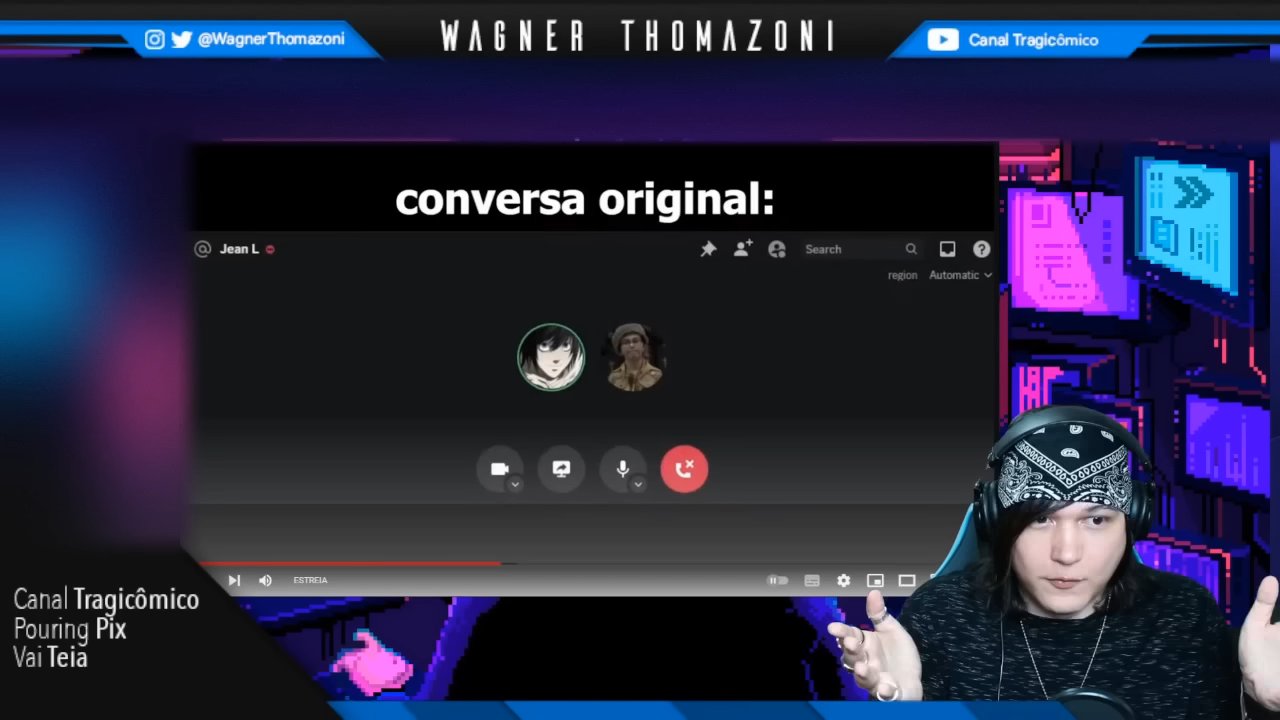 @WagnerThomazoni
WAGNER THOMAZONI
Canal Tragicômico
conversa original:
@ Jean L
Search
region Automatic
ESTREIA
Canal Tragicômico
Pouring Pix
Vai Teia